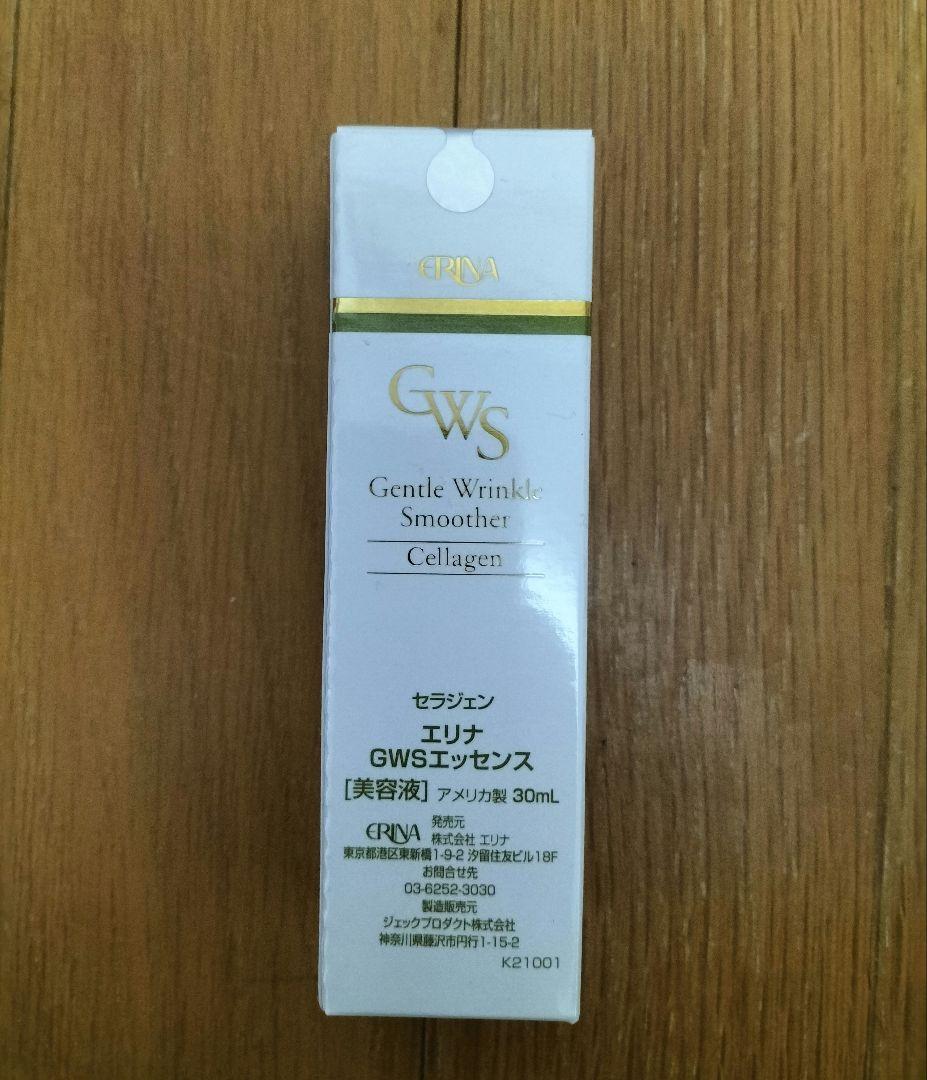 ERINA
GWS
Gentle Wrinkle
Smoother
Cellagen
セラジェン
エリナ
GWSエッセンス
[美容液] アメリカ製 30mL
ERINA 発売元
株式会社 エリナ
東京都港区東新橋1-9-2 汐留住友ビル18F
お問合せ先
03-6252-3030
製造販売元
ジェックプロダクト株式会社
神奈川県藤沢市円行1-15-2
K21001